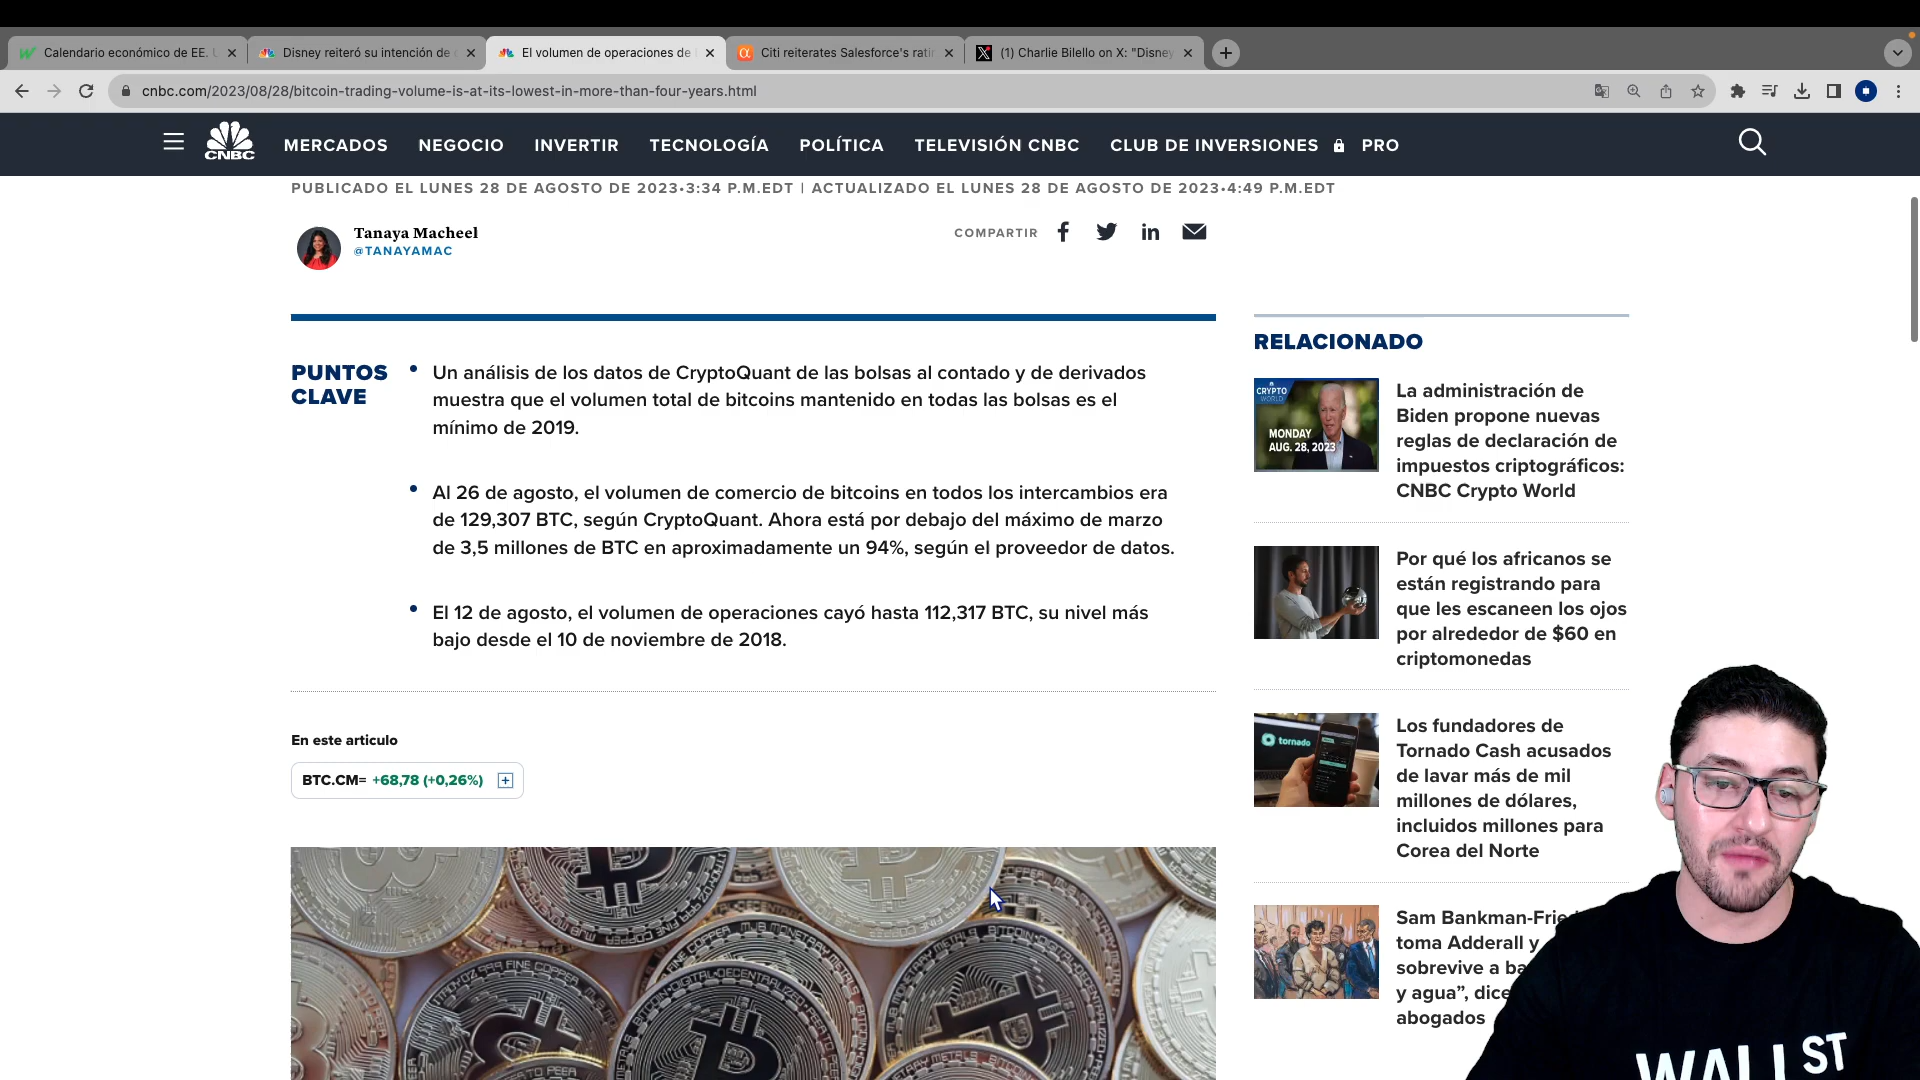 Calendario económico de EE. U
Disney reiteró su intención de
El volumen de operaciones de
Citi reiterates Salesforce's ratin
(1) Charlie Bilello on X: "Disney
cnbc.com/2023/08/28/bitcoin-trading-volume-is-at-its-lowest-in-more-than-four-years.html
CNBC
MERCADOS NEGOCIO INVERTIR TECNOLOGÍA POLÍTICA TELEVISIÓN CNBC CLUB DE INVERSIONES PRO
PUBLICADO EL LUNES 28 DE AGOSTO DE 2023•3:34 P.M.EDT | ACTUALIZADO EL LUNES 28 DE AGOSTO DE 2023•4:49 P.M.EDT
Tanaya Macheel
@TANAYAMAC
COMPARTIR
PUNTOS
CLAVE
Un análisis de los datos de CryptoQuant de las bolsas al contado y de derivados
muestra que el volumen total de bitcoins mantenido en todas las bolsas es el
mínimo de 2019.
Al 26 de agosto, el volumen de comercio de bitcoins en todos los intercambios era
de 129,307 BTC, según CryptoQuant. Ahora está por debajo del máximo de marzo
de 3,5 millones de BTC en aproximadamente un 94%, según el proveedor de datos.
El 12 de agosto, el volumen de operaciones cayó hasta 112,317 BTC, su nivel más
bajo desde el 10 de noviembre de 2018.
En este articulo
BTC.CM= +68,78 (+0,26%)
RELACIONADO
CRYPTO
WORLD
MONDAY
AUG. 28, 2023
La administración de
Biden propone nuevas
reglas de declaración de
impuestos criptográficos:
CNBC Crypto World
Por qué los africanos se
están registrando para
que les escaneen los ojos
por alrededor de $60 en
criptomonedas
tornado
Los fundadores de
Tornado Cash acusados
de lavar más de mil
millones de dólares,
incluidos millones para
Corea del Norte
Sam Bankman-Frie
toma Adderall y
sobrevive a ba
y agua”, dice
abogados
WALL ST